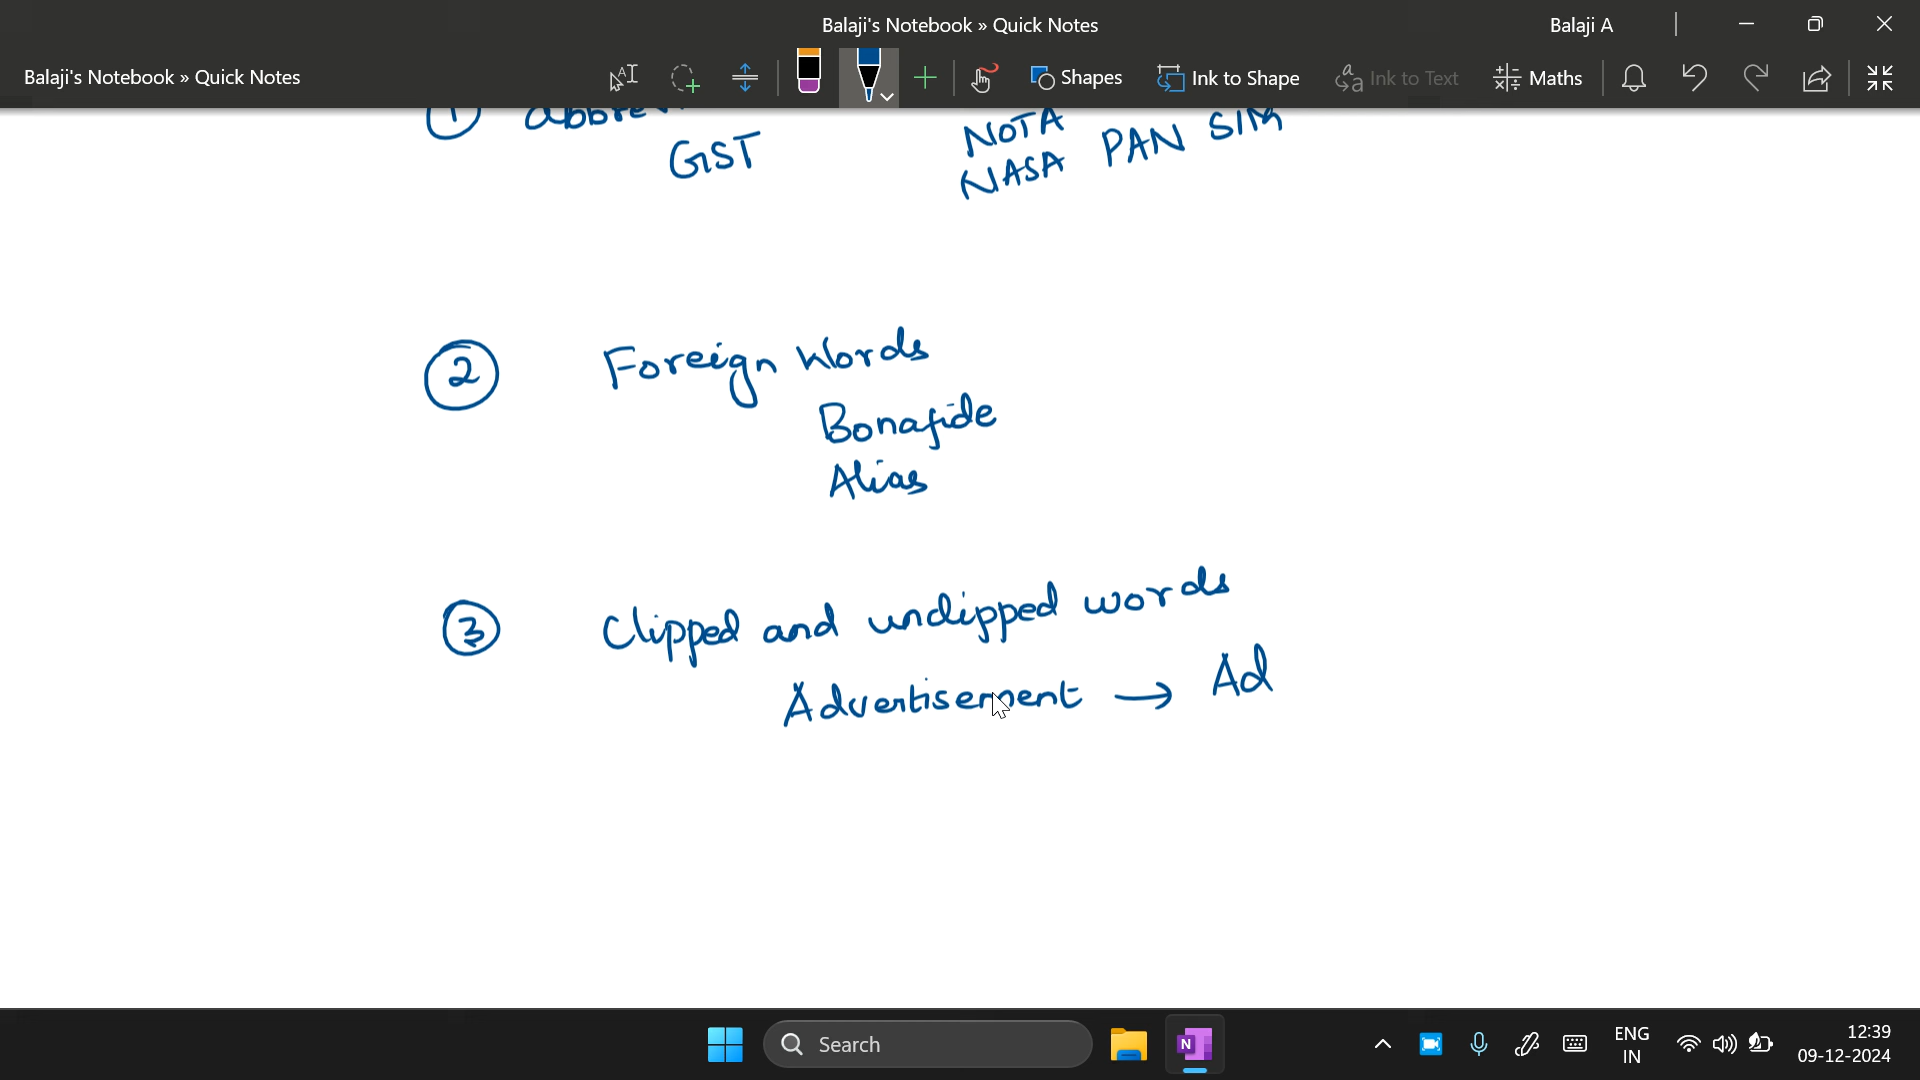 Balaji's Notebook » Quick Notes
Balaji A
Balaji's Notebook » Quick Notes
Shapes
Ink to Shape
Ink to Text
Maths
1
GST
NOTA
NASA PAN SIM
2 Foreign Words
Bonafide
Alias
3 Clipped and unclipped words
Advertisement → Ad
Search
ENG
IN
12:39
09-12-2024